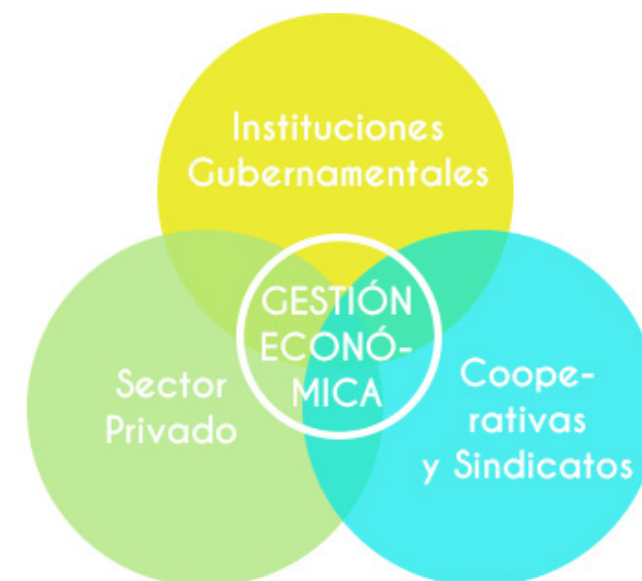 Instituciones
Gubernamentales
GESTIÓN
ECONÓ-
MICA
Sector
Privado
Coope-
rativas
y Sindicatos